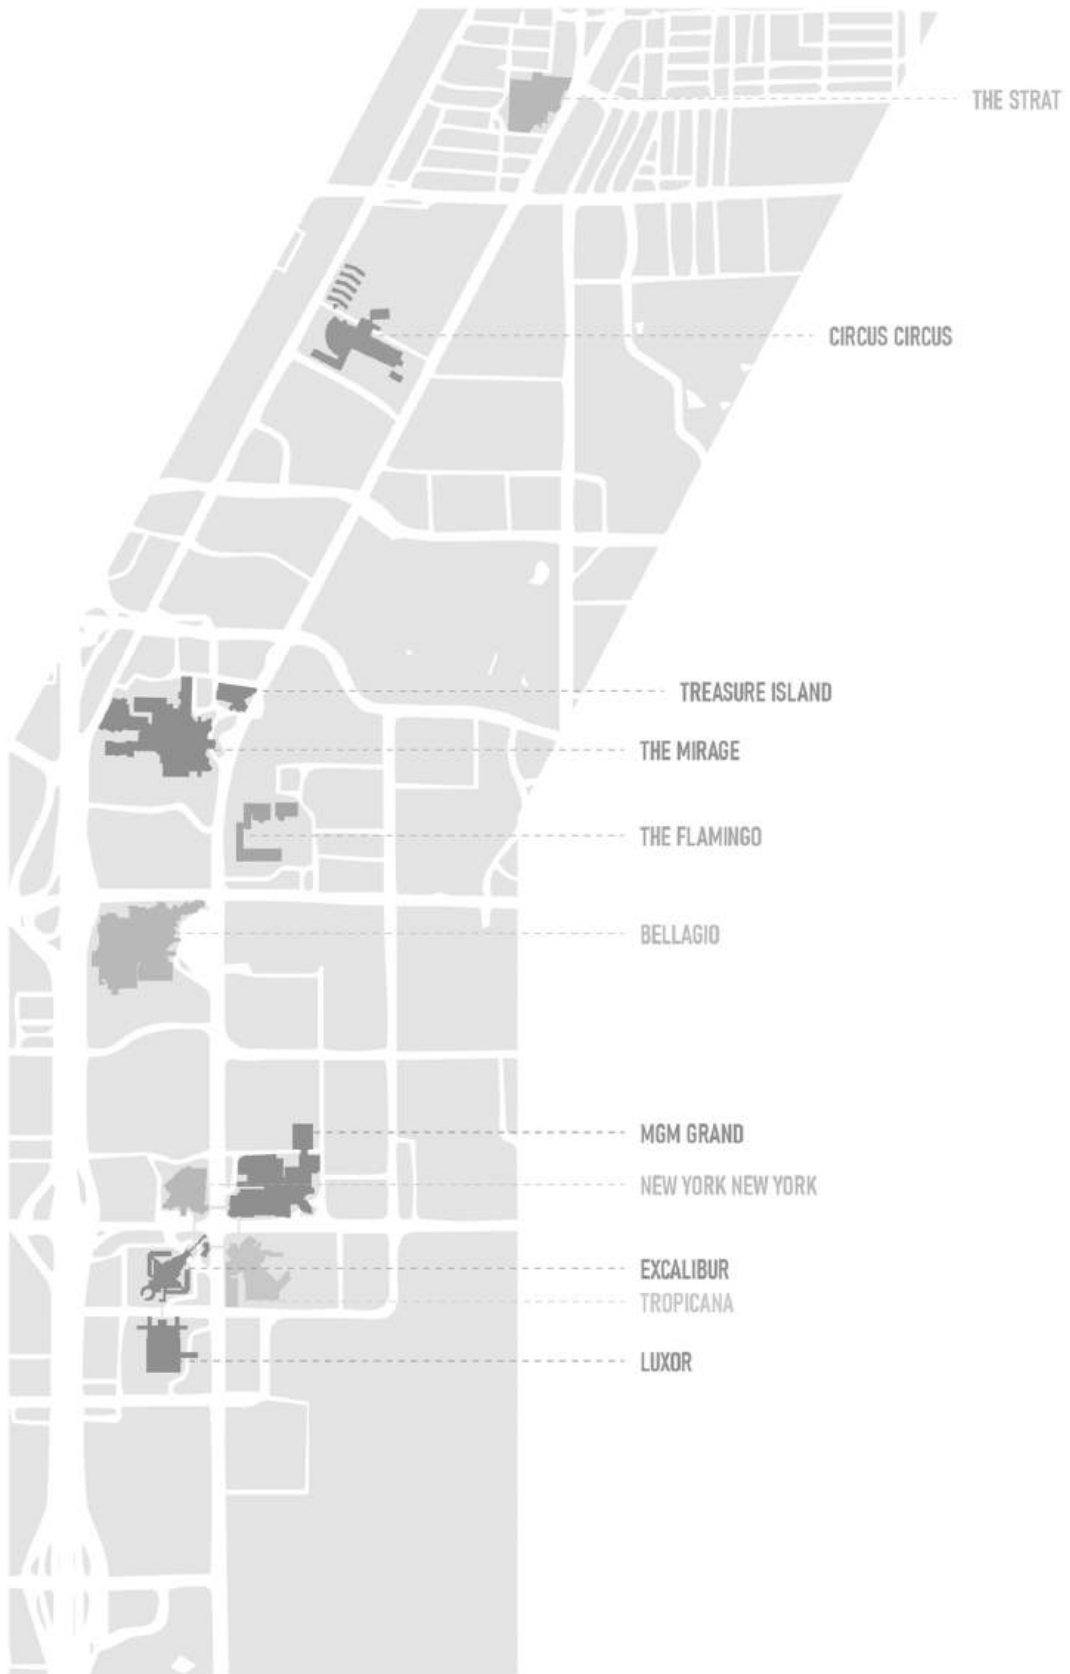 THE STRAT
CIRCUS CIRCUS
TREASURE ISLAND
THE MIRAGE
THE FLAMINGO
BELLAGIO
MGM GRAND
NEW YORK NEW YORK
EXCALIBUR
TROPICANA
LUXOR